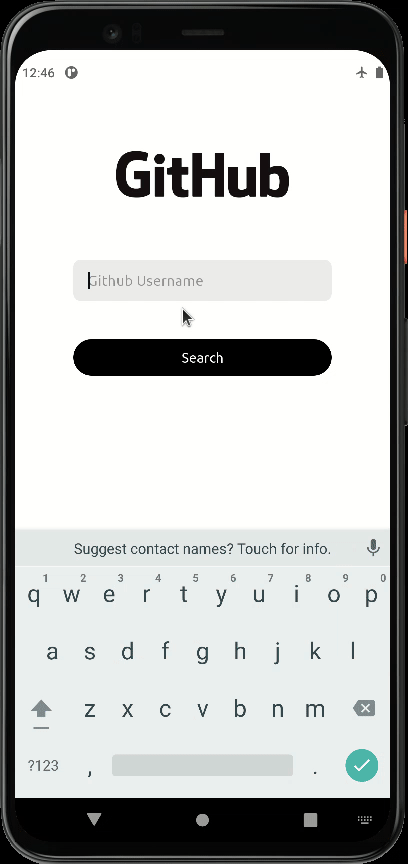 12:46
GitHub
Github Username
Search
Suggest contact names? Touch for info.
1 2 3 4 5 6 7 8 9 0
q w e r t y u i o p
a s d f g h j k l
z x c v b n m
?123 , .